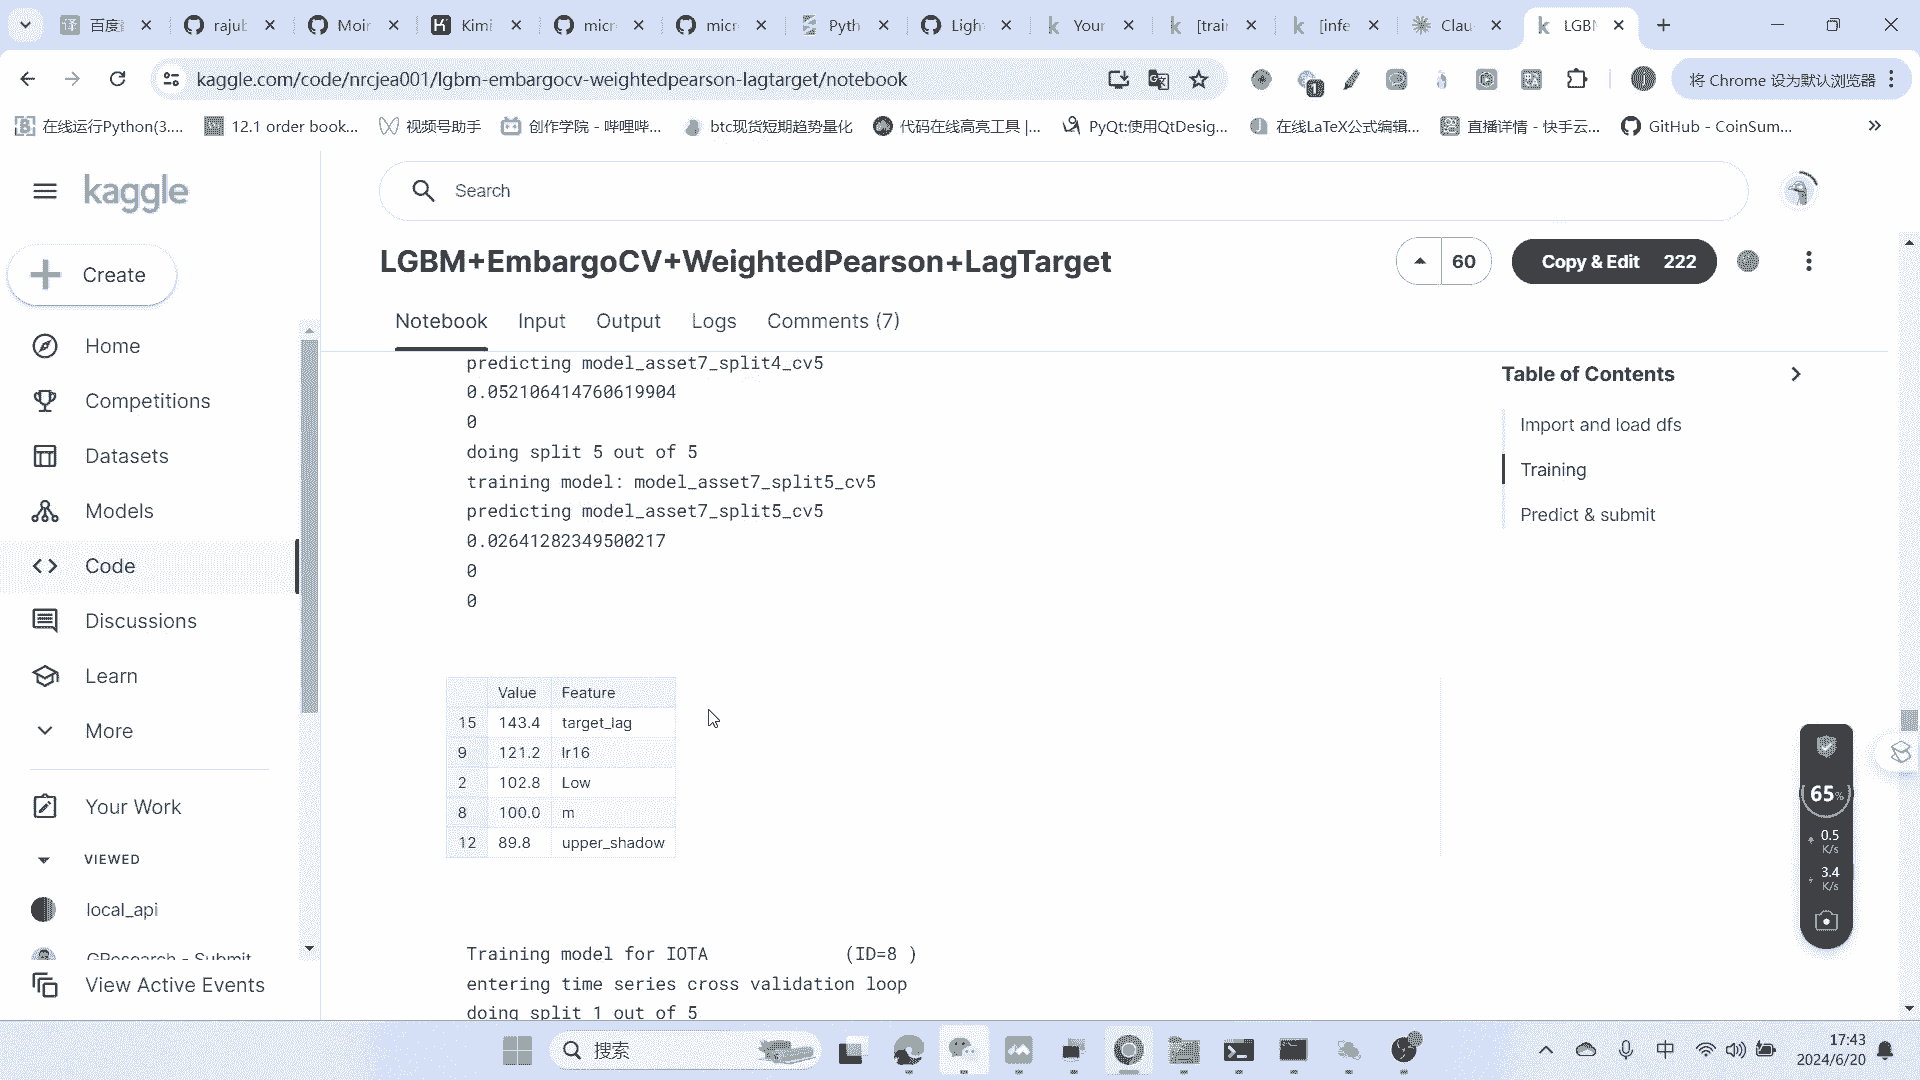 百度 rajul Moir Kimi micr micr Pyth Ligh Your [trai [infe Clau LGBM
kaggle.com/code/nrcjea001/lgbm-embargocv-weightedpearson-lagtarget/notebook
1
将 Chrome 设为默认浏览器
在线运行Python(3.... 12.1 order book... 视频号助手 创作学院 - 哔哩哔... btc现货短期趋势量化 代码在线高亮工具 |... PyQt:使用QtDesig... 在线LaTeX公式编辑... 直播详情 - 快手云... GitHub - CoinSum...
kaggle
Search
Create
Home
Competitions
Datasets
Models
Code
Discussions
Learn
More
Your Work
VIEWED
local_api
GResearch - Submit
View Active Events
LGBM+EmbargoCV+WeightedPearson+LagTarget
60
Copy & Edit 222
Notebook Input Output Logs Comments (7)
predicting model_asset7_split4_cv5
0.052106414760619904
0
doing split 5 out of 5
training model: model_asset7_split5_cv5
predicting model_asset7_split5_cv5
0.02641282349500217
0
0
Value Feature
15 143.4 target_lag
9 121.2 lr16
2 102.8 Low
8 100.0 m
12 89.8 upper_shadow
Training model for IOTA (ID=8 )
entering time series cross validation loop
doing split 1 out of 5
Table of Contents
Import and load dfs
Training
Predict & submit
65%
0.5
K/s
3.4
K/s
搜索
中
17:43
2024/6/20